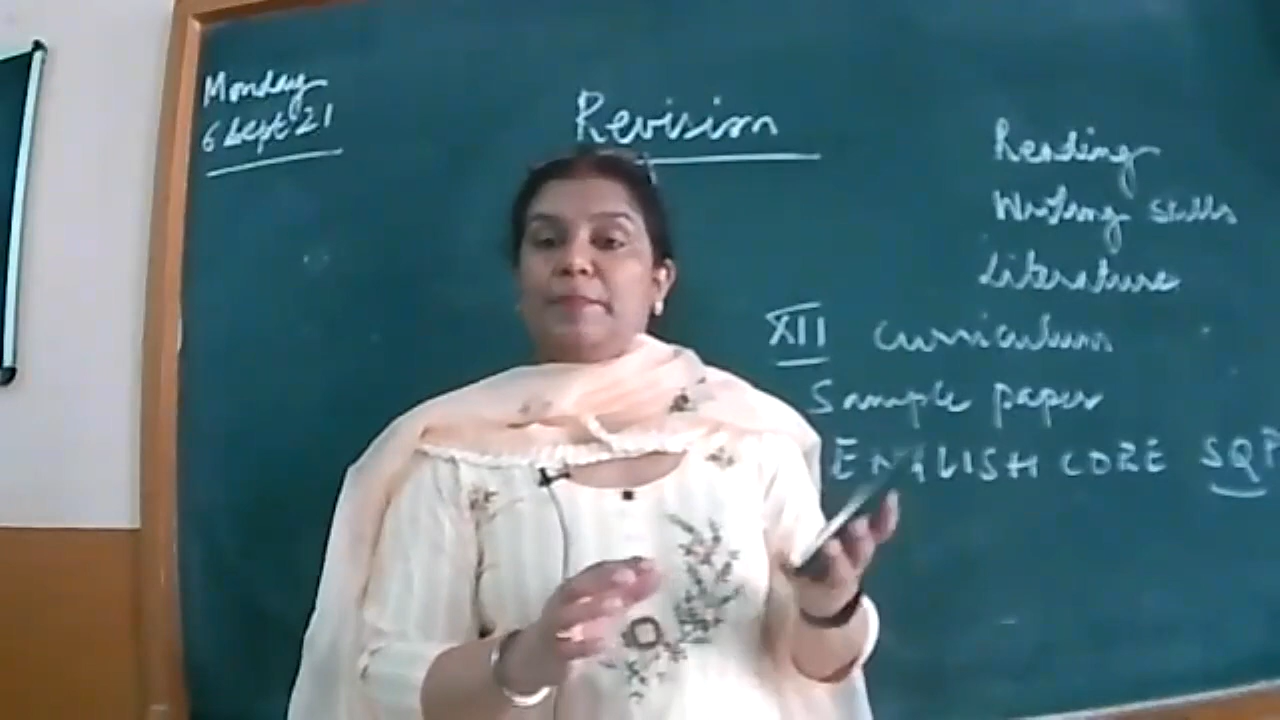 Monday
6 Sept '21
Revision
Reading
Writing skills
Literature
XII curriculum
Sample paper
ENGLISH CORE SQP